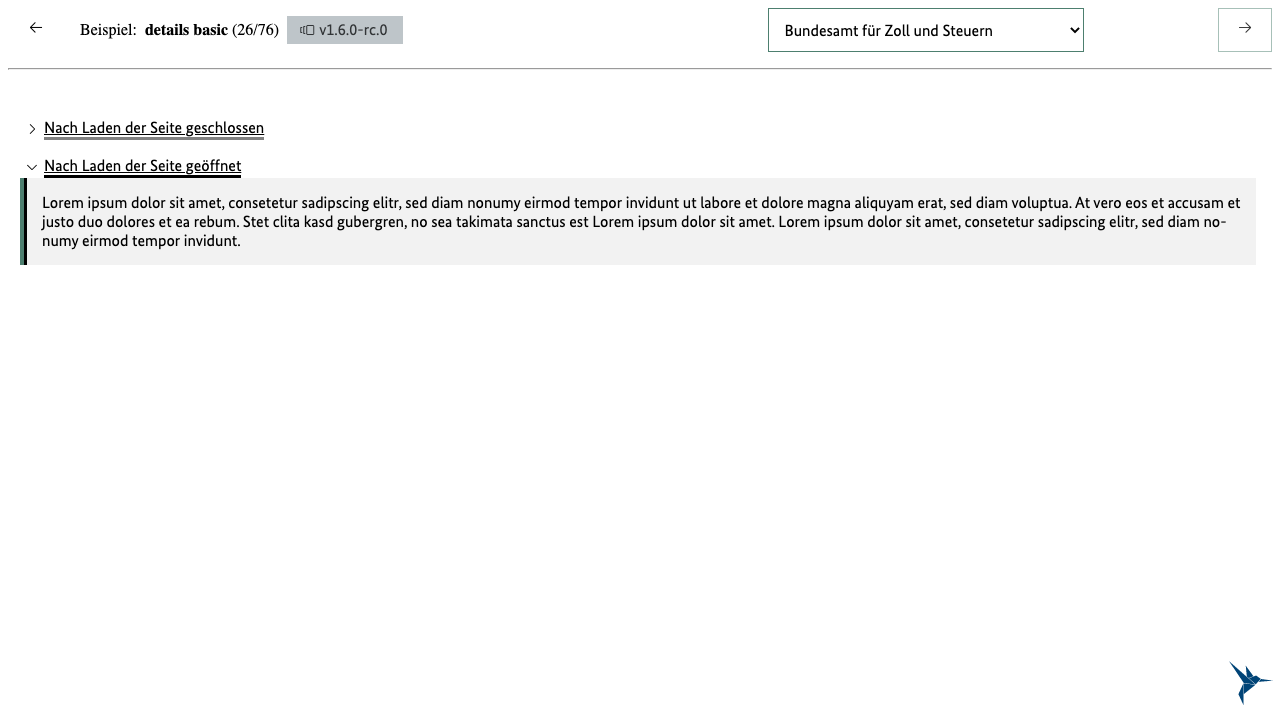 Beispiel: details basic (26/76) v1.6.0-rc.0 Bundesamt für Zoll und Steuern
Nach Laden der Seite geschlossen
Nach Laden der Seite geöffnet
Lorem ipsum dolor sit amet, consetetur sadipscing elitr, sed diam nonumy eirmod tempor invidunt ut labore et dolore magna aliquyam erat, sed diam voluptua. At vero eos et accusam et
justo duo dolores et ea rebum. Stet clita kasd gubergren, no sea takimata sanctus est Lorem ipsum dolor sit amet. Lorem ipsum dolor sit amet, consetetur sadipscing elitr, sed diam no-
numy eirmod tempor invidunt.